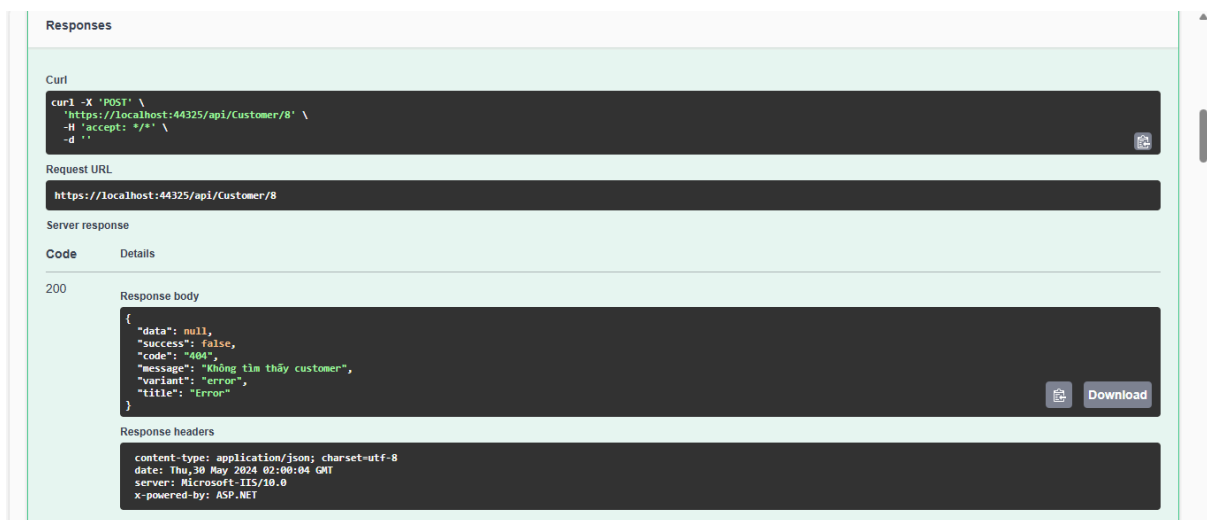 Responses
Curl
curl -X 'POST' \
'https://localhost:44325/api/Customer/8' \
-H 'accept: */*' \
-d ''
Request URL
https://localhost:44325/api/Customer/8
Server response
Code Details
200
Response body
{
"data": null,
"success": false,
"code": "404",
"message": "Không tìm thấy customer",
"variant": "error",
"title": "Error"
}
Download
Response headers
content-type: application/json; charset=utf-8
date: Thu,30 May 2024 02:00:04 GMT
server: Microsoft-IIS/10.0
x-powered-by: ASP.NET